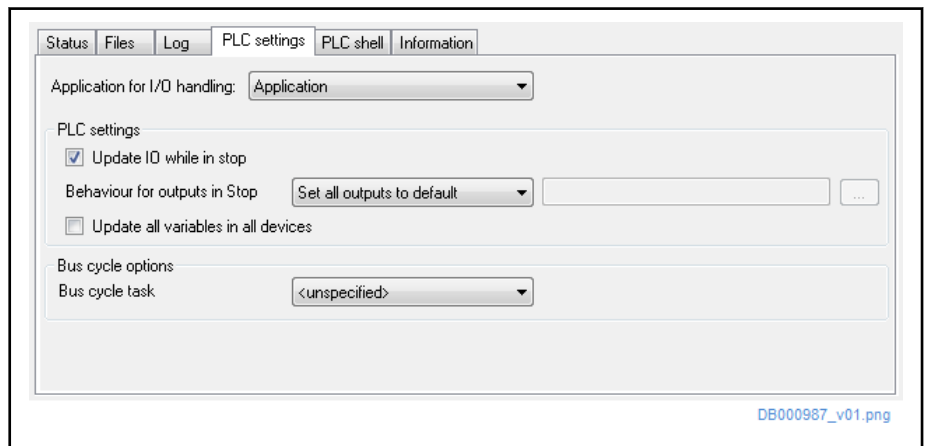 Status Files Log PLC settings PLC shell Information
Application for I/O handling: Application
PLC settings
Update IO while in stop
Behaviour for outputs in Stop Set all outputs to default ...
Update all variables in all devices
Bus cycle options
Bus cycle task <unspecified>
DB000987_v01.png